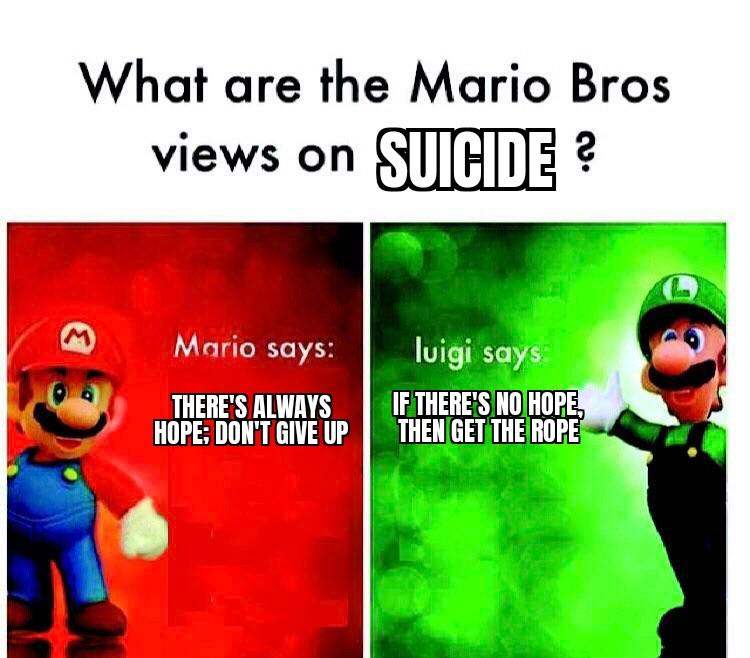 What are the Mario Bros
views on SUICIDE ?
M
L
Mario says:
THERE'S ALWAYS
HOPE; DON'T GIVE UP
luigi says:
IF THERE'S NO HOPE,
THEN GET THE ROPE